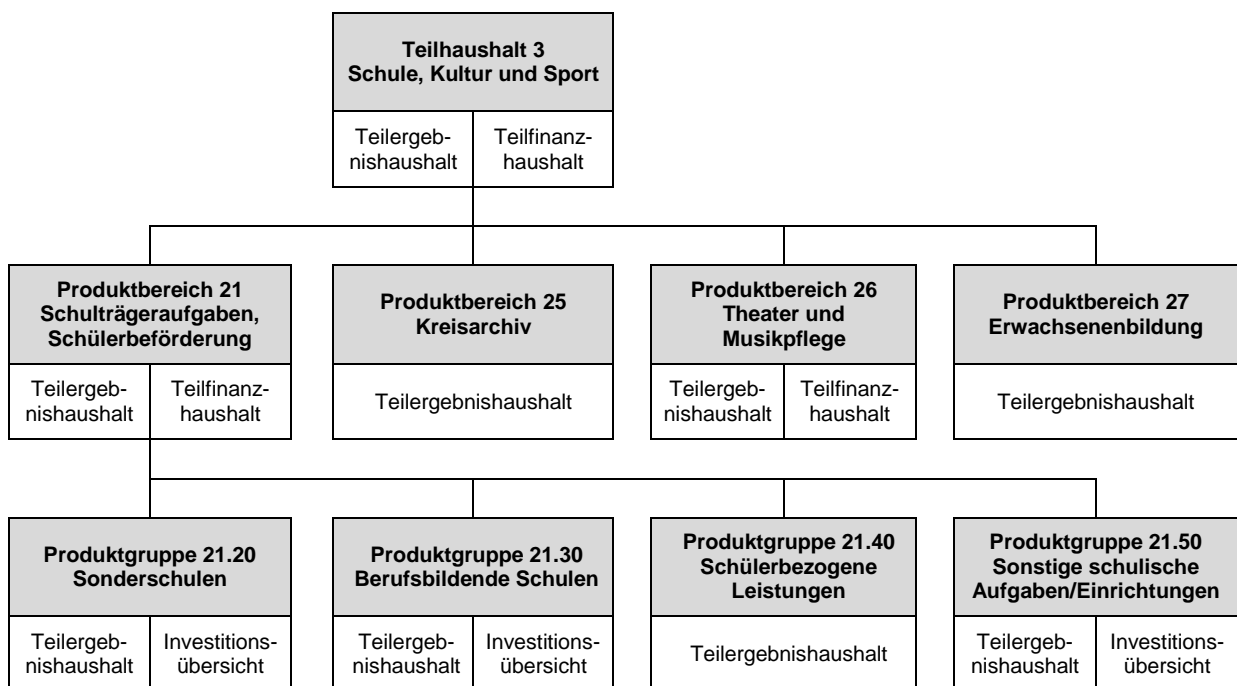 Teilhaushalt 3
Schule, Kultur und Sport
Teilergeb-
nishaushalt
Teilfinanz-
haushalt
Produktbereich 21
Schulträgeraufgaben,
Schülerbeförderung
Teilergeb-
nishaushalt
Teilfinanz-
haushalt
Produktbereich 25
Kreisarchiv
Teilergebnishaushalt
Produktbereich 26
Theater und
Musikpflege
Teilergeb-
nishaushalt
Teilfinanz-
haushalt
Produktbereich 27
Erwachsenenbildung
Teilergebnishaushalt
Produktgruppe 21.20
Sonderschulen
Teilergeb-
nishaushalt
Investitions-
übersicht
Produktgruppe 21.30
Berufsbildende Schulen
Teilergeb-
nishaushalt
Investitions-
übersicht
Produktgruppe 21.40
Schülerbezogene
Leistungen
Teilergebnishaushalt
Produktgruppe 21.50
Sonstige schulische
Aufgaben/Einrichtungen
Teilergeb-
nishaushalt
Investitions-
übersicht